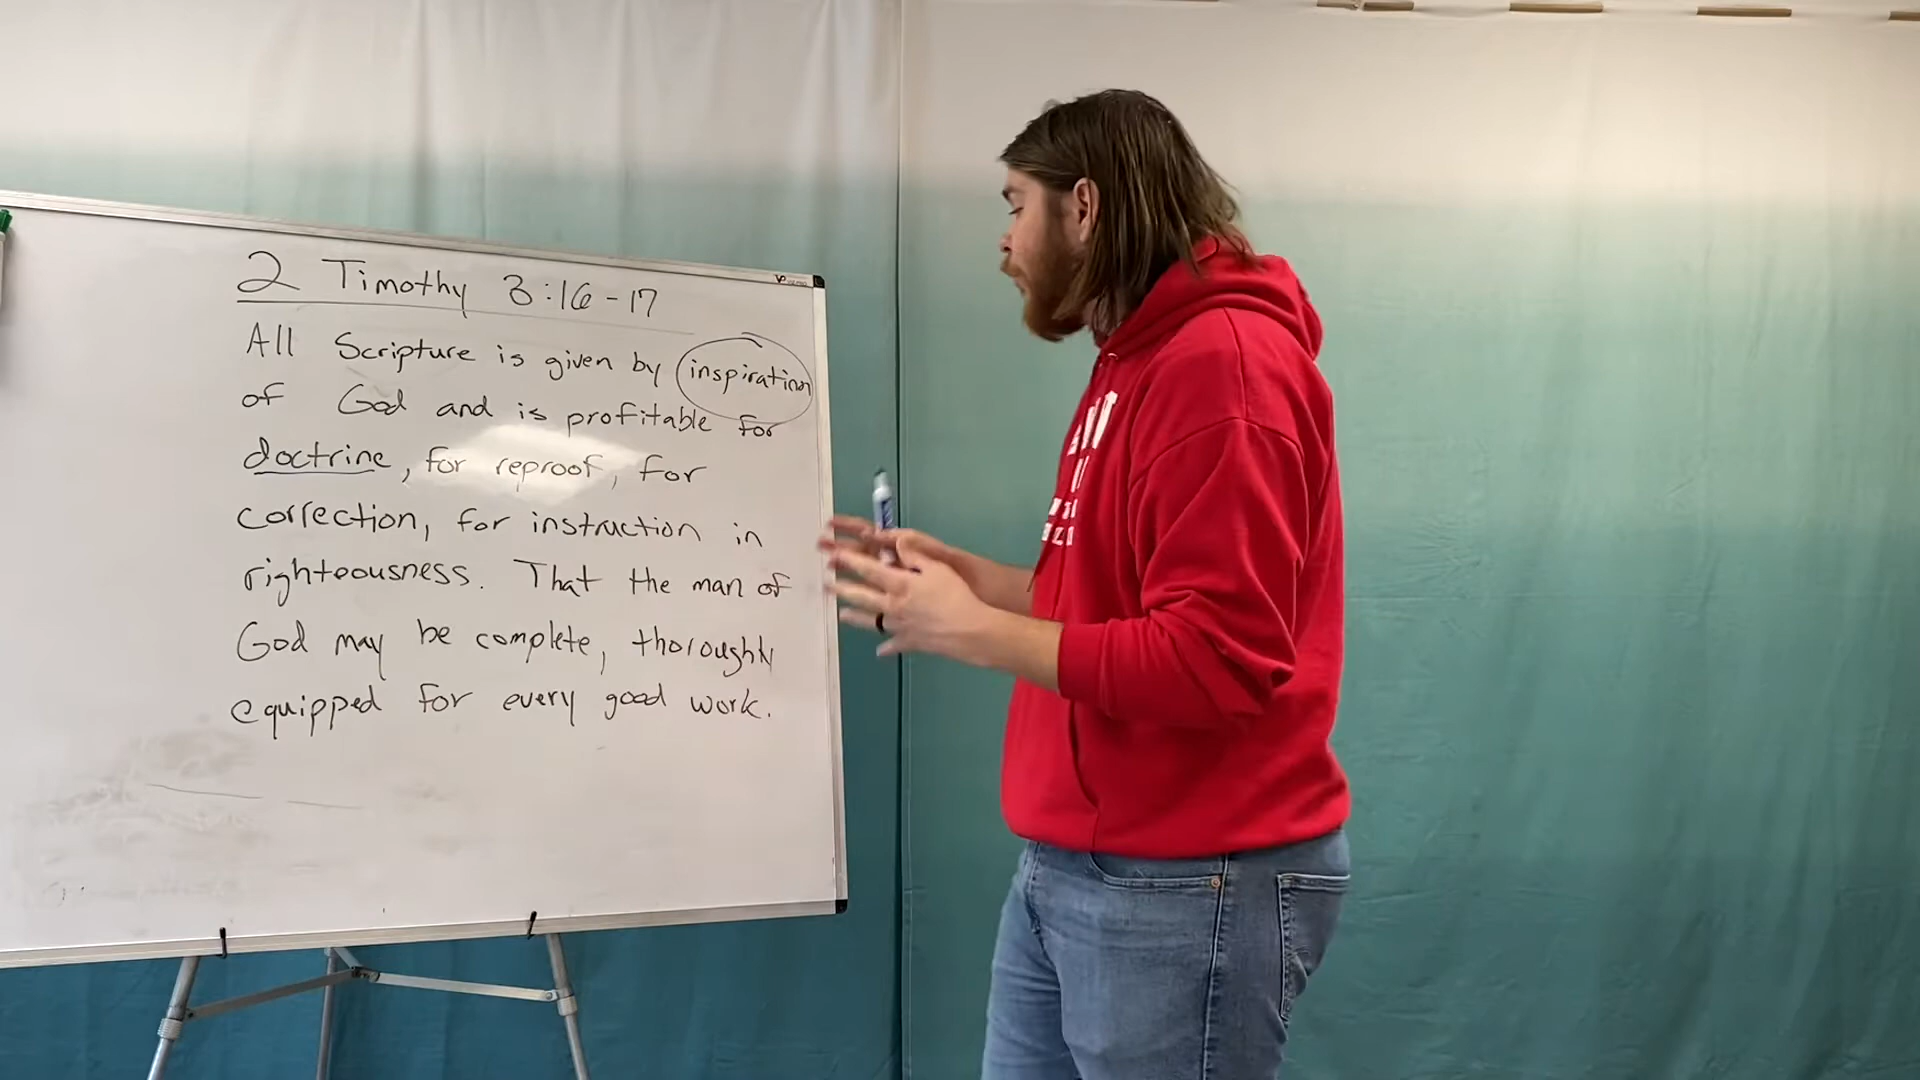 2 Timothy 3:16-17
All Scripture is given by inspiration
of God and is profitable for
doctrine, for reproof, for
correction, for instruction in
righteousness. That the man of
God may be complete, thoroughly
equipped for every good work.